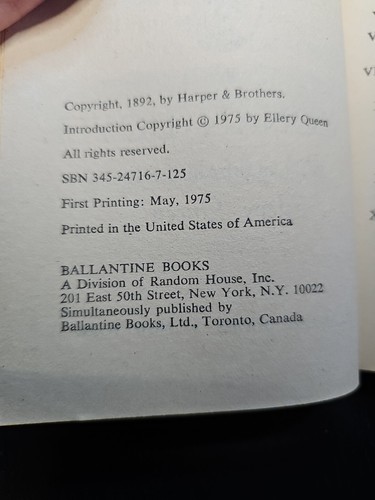 Copyright, 1892, by Harper & Brothers.
Introduction Copyright © 1975 by Ellery Queen
All rights reserved.
SBN 345-24716-7-125
First Printing: May, 1975
Printed in the United States of America
BALLANTINE BOOKS
A Division of Random House, Inc.
201 East 50th Street, New York, N.Y. 10022
Simultaneously published by
Ballantine Books, Ltd., Toronto, Canada